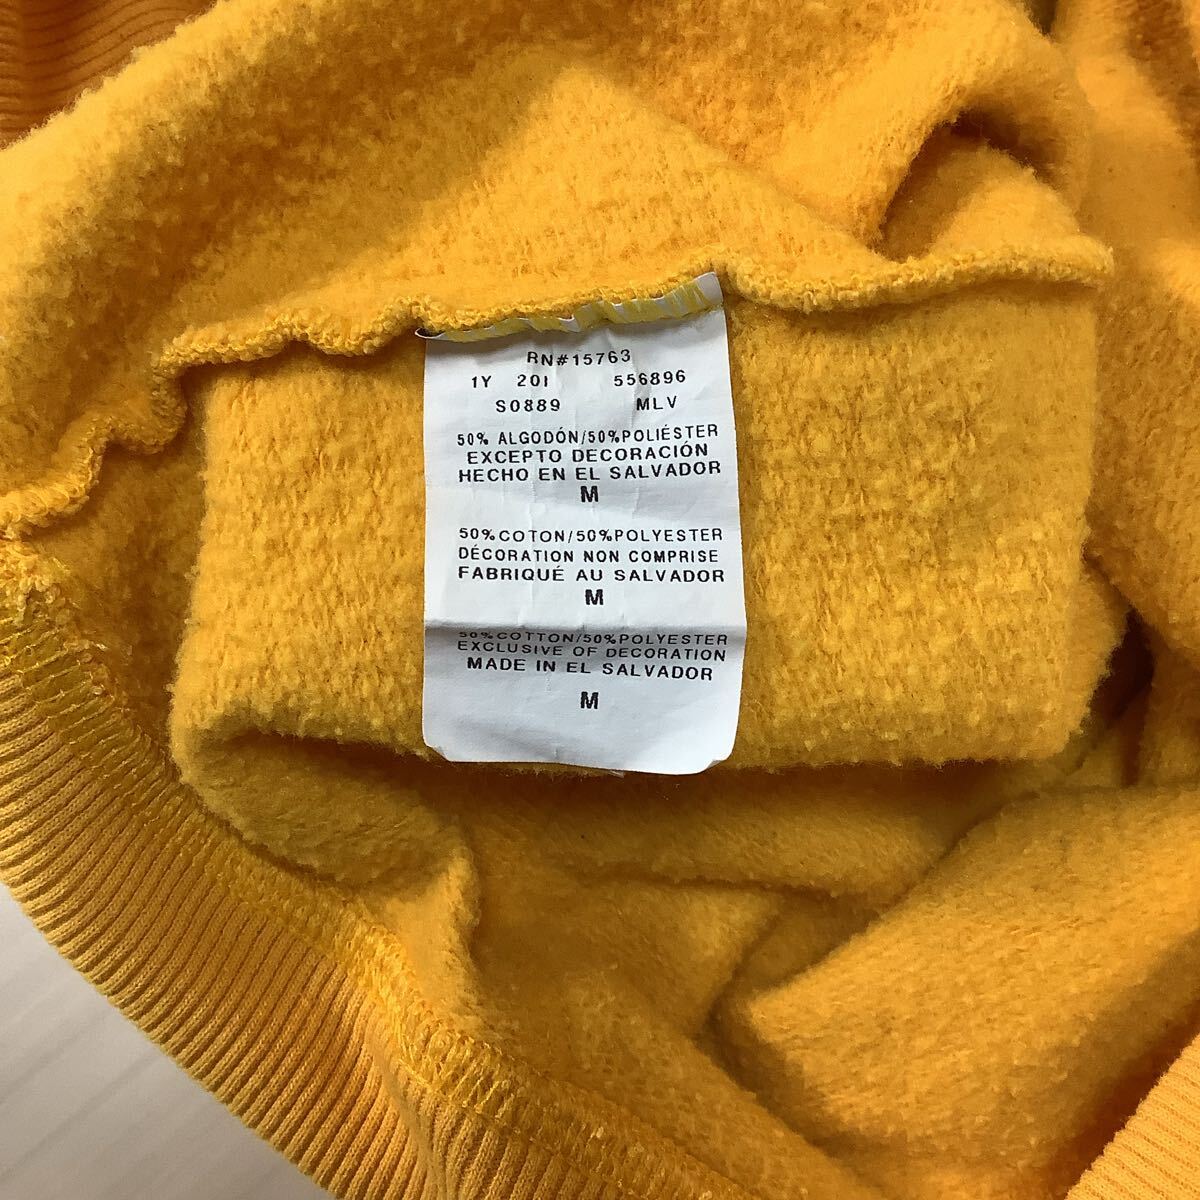 RN#15763
1Y 20I 556896
S0889 MLV
50% ALGODÓN/50%POLIÉSTER
EXCEPTO DECORACIÓN
HECHO EN EL SALVADOR
M
50%COTON/50%POLYESTER
DÉCORATION NON COMPRISE
FABRIQUÉ AU SALVADOR
M
50%COTTON/50%POLYESTER
EXCLUSIVE OF DECORATION
MADE IN EL SALVADOR
M